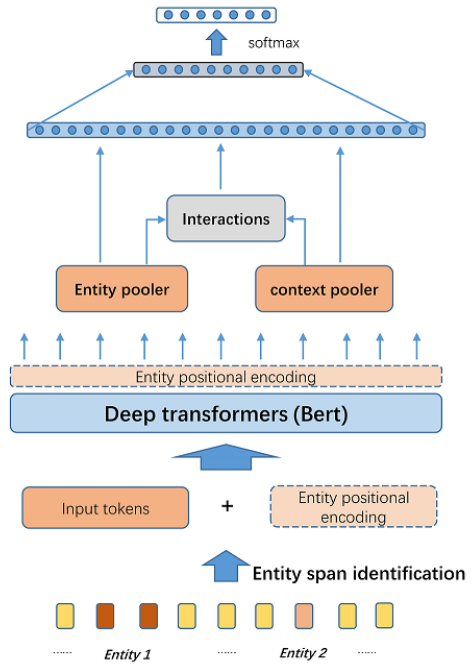 softmax
Interactions
Entity pooler
context pooler
Entity positional encoding
Deep transformers (Bert)
Input tokens
+
Entity positional
encoding
Entity span identification
...... Entity 1 ...... Entity 2 ......